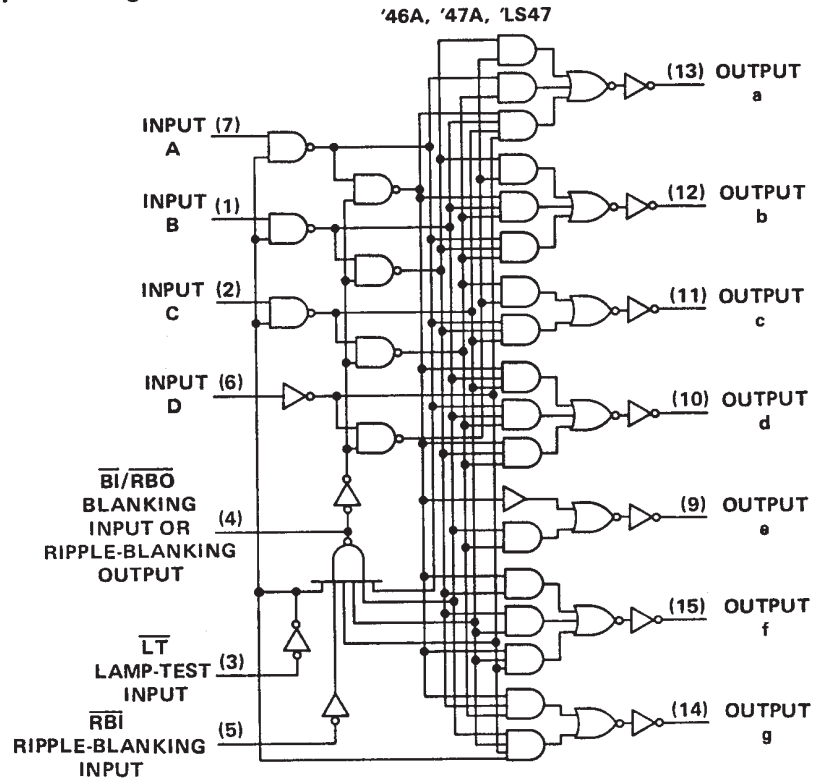 '46A, '47A, 'LS47
(13) OUTPUT
a
INPUT (7)
A
INPUT (1)
B
(12) OUTPUT
b
INPUT (2)
C
(11) OUTPUT
c
INPUT (6)
D
(10) OUTPUT
d
BI/RBO
BLANKING
INPUT OR (4)
RIPPLE-BLANKING
OUTPUT
(9) OUTPUT
e
(15) OUTPUT
f
LT
LAMP-TEST (3)
INPUT
(14) OUTPUT
g
RBI (5)
RIPPLE-BLANKING
INPUT